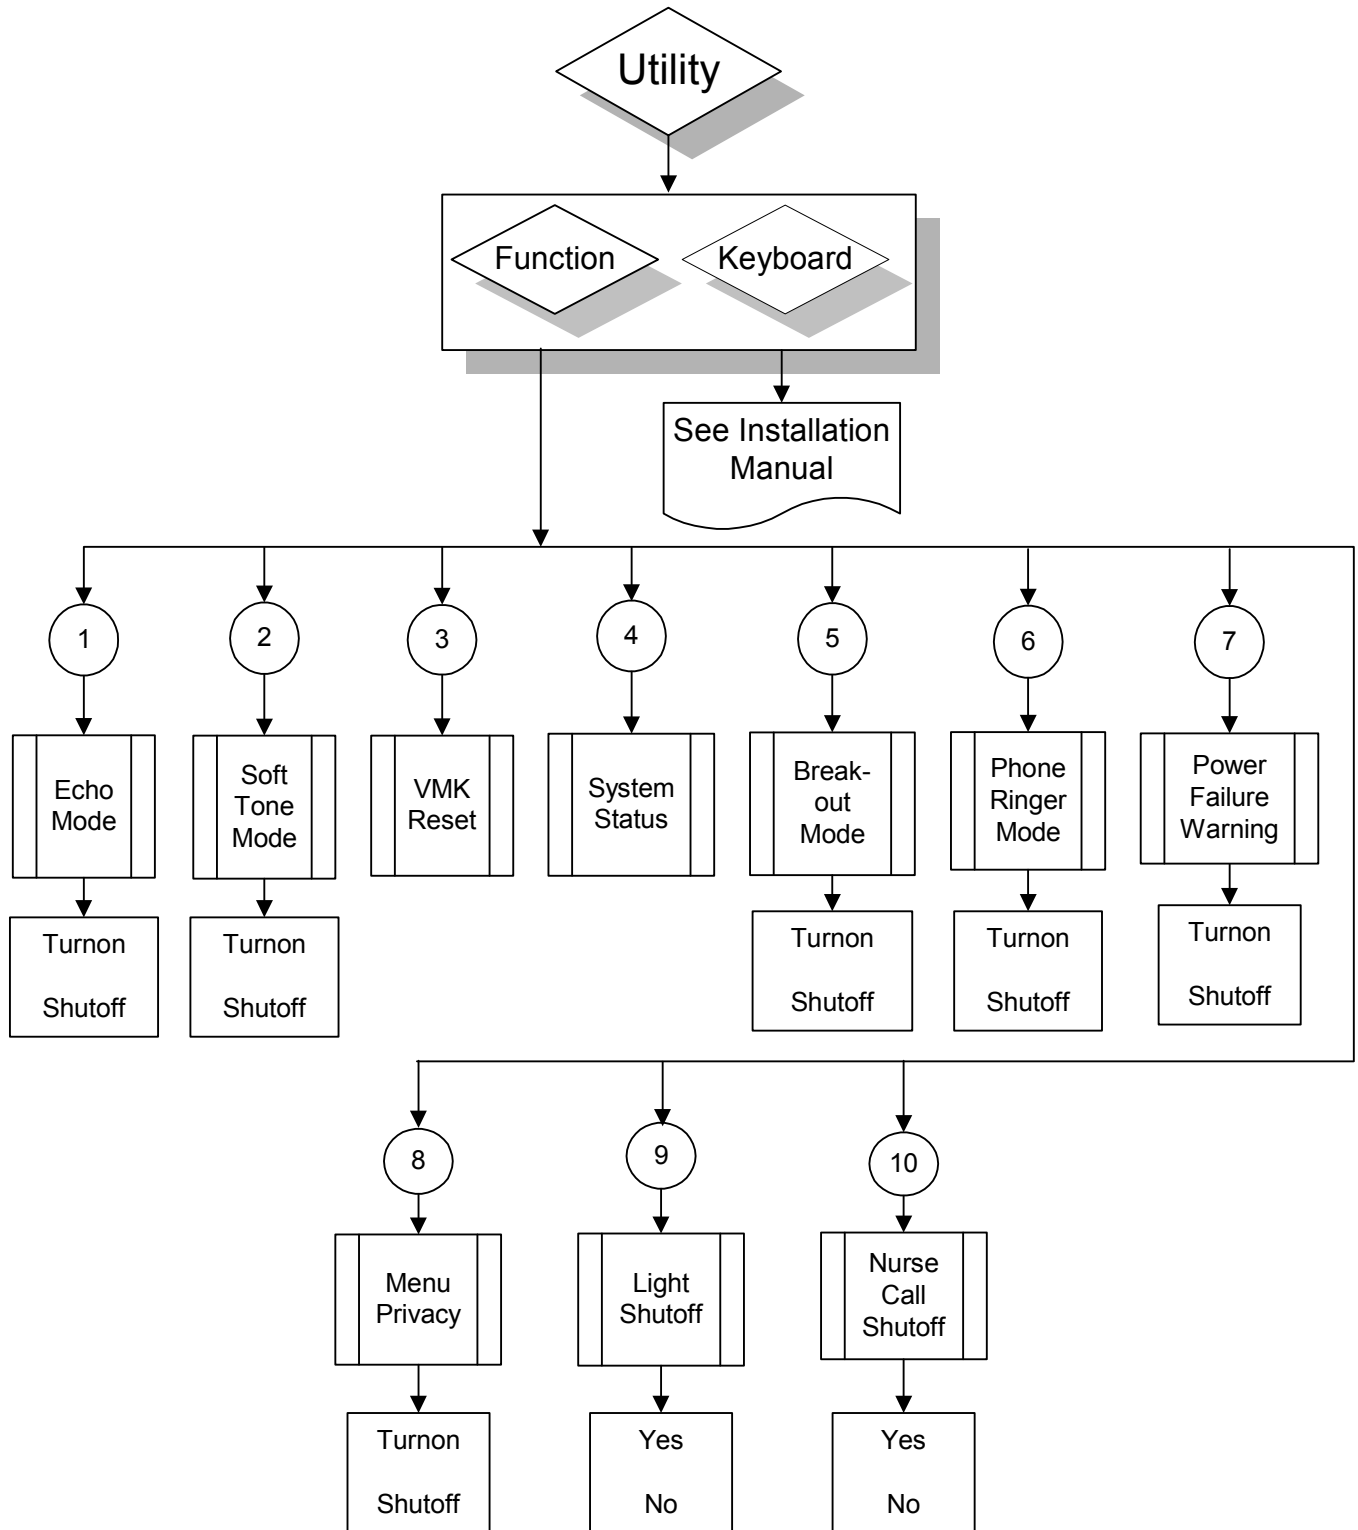 Utility
Function
Keyboard
See Installation
Manual
1
2
3
4
5
6
7
Echo
Mode
Soft
Tone
Mode
VMK
Reset
System
Status
Break-
out
Mode
Phone
Ringer
Mode
Power
Failure
Warning
Turnon
Shutoff
Turnon
Shutoff
Turnon
Shutoff
Turnon
Shutoff
Turnon
Shutoff
8
9
10
Menu
Privacy
Light
Shutoff
Nurse
Call
Shutoff
Turnon
Shutoff
Yes
No
Yes
No